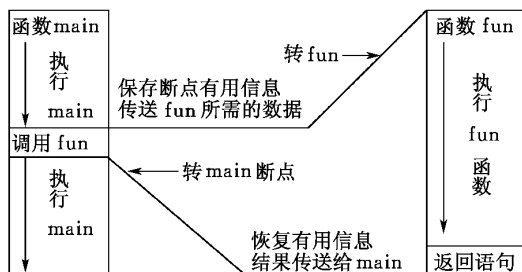 函数main
执行
main
调用 fun
执行
main
保存断点有用信息
传送 fun 所需的数据
转fun
转main断点
恢复有用信息
结果传送给main
函数 fun
执行
fun
函数
返回语句